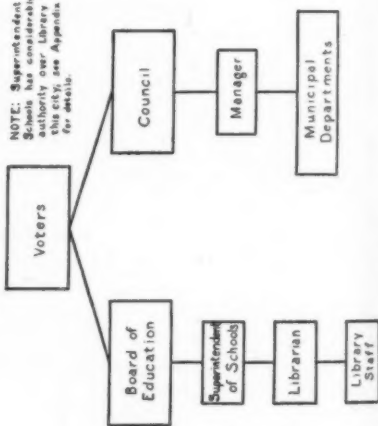 NOTE: Superintendent
Schools has considerable
authority over Library
this city, see Appendix
for details.
Voters
Board of
Education
Council
Superintendent
of Schools
Manager
Librarian
Municipal
Departments
Library
Staff